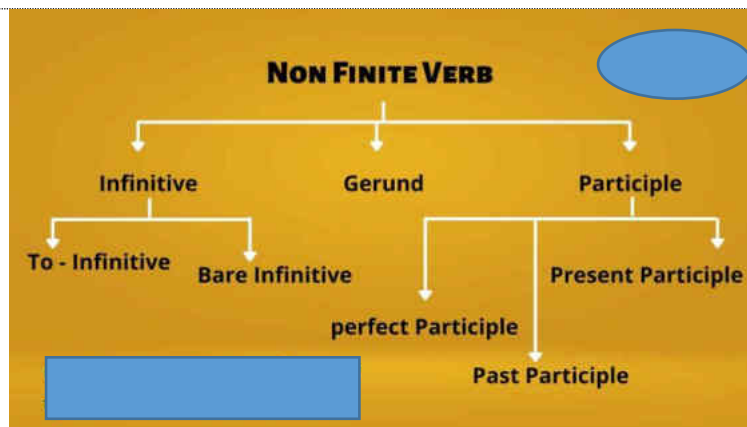 NON FINITE VERB
Infinitive Gerund Participle
To - Infinitive Bare Infinitive Present Participle
perfect Participle
Past Participle